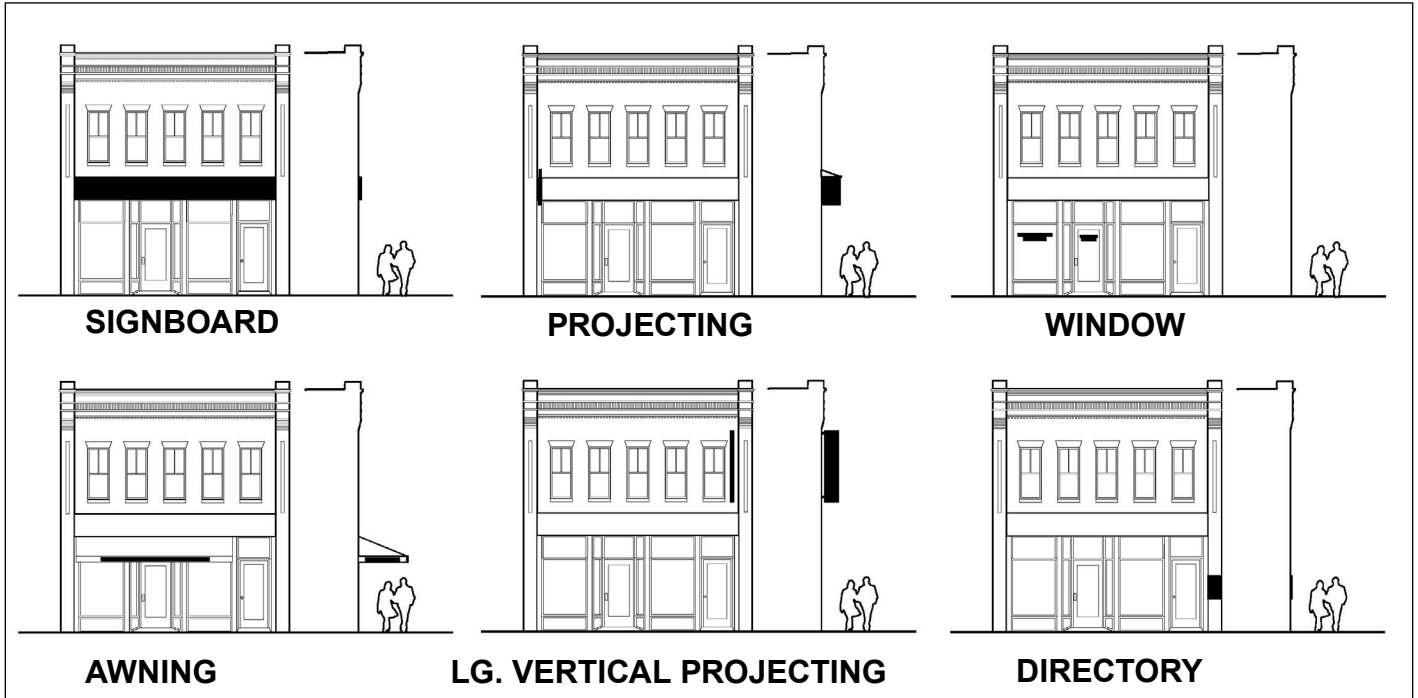 SIGNBOARD
PROJECTING
WINDOW
AWNING
LG. VERTICAL PROJECTING
DIRECTORY